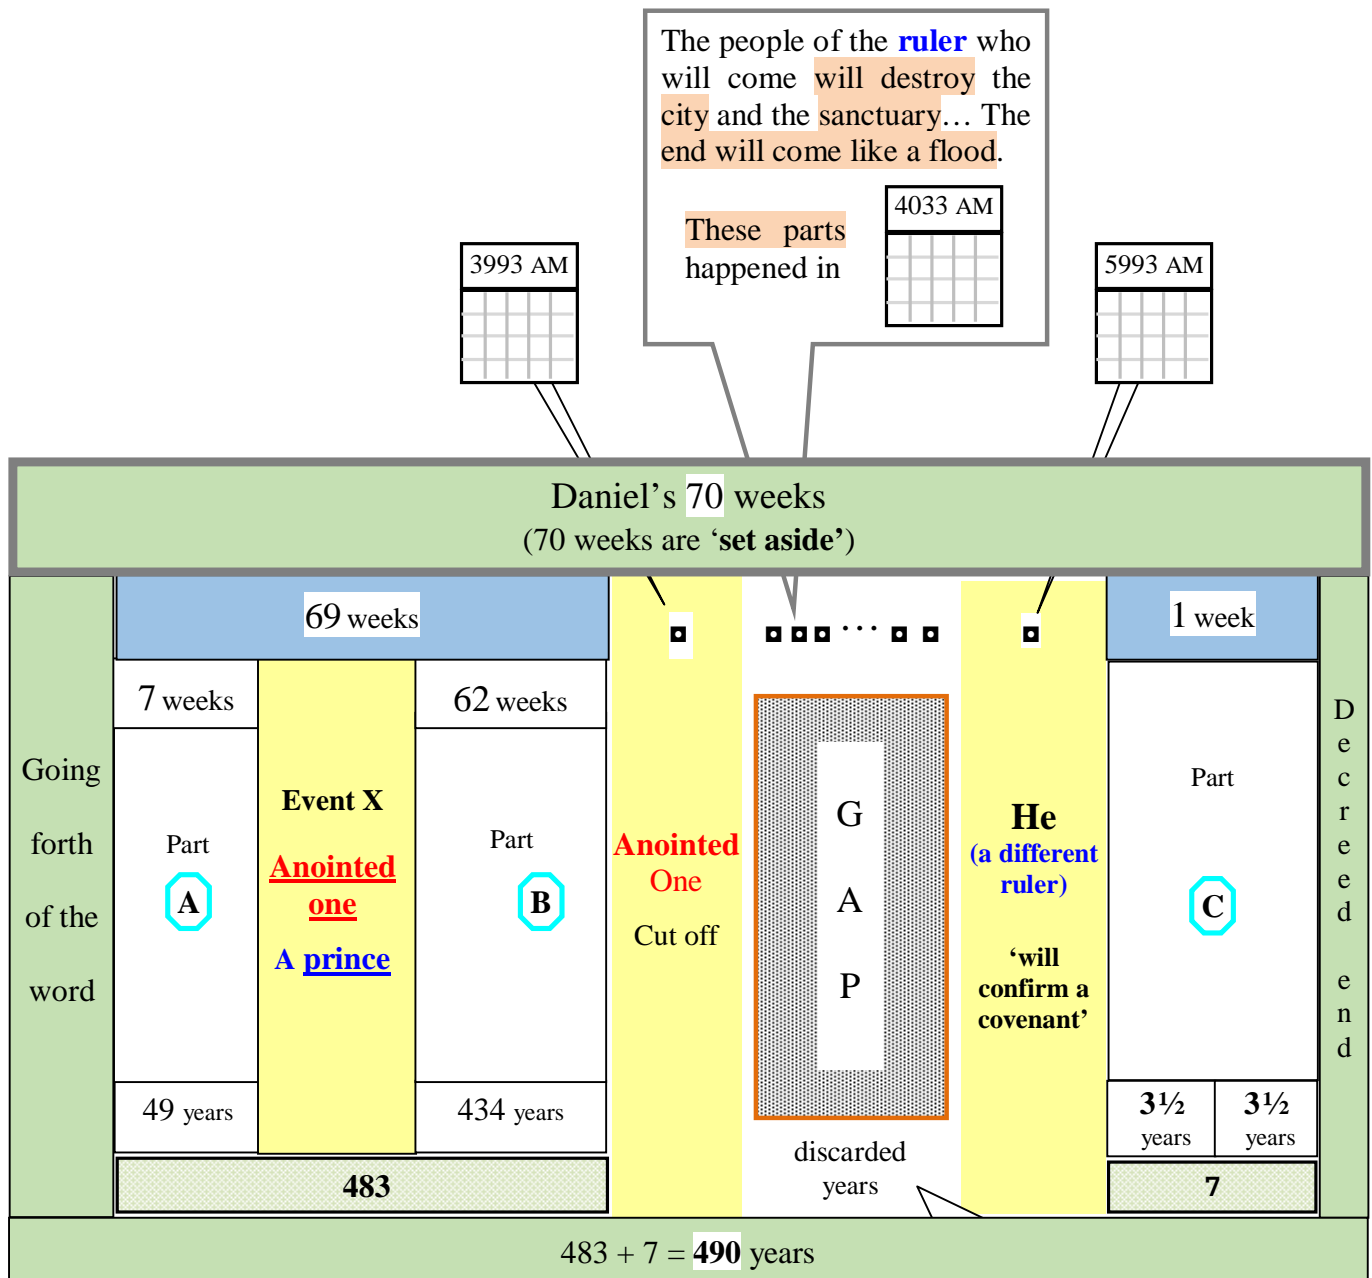 The people of the ruler who
will come will destroy the
city and the sanctuary… The
end will come like a flood.
These parts
happened in
4033 AM
3993 AM
5993 AM
Daniel’s 70 weeks
(70 weeks are ‘set aside’)
69 weeks
1 week
7 weeks
62 weeks
Going
forth
of the
word
Part
A
Event X
Anointed
one
A prince
Part
B
Anointed
One
Cut off
G
A
P
He
(a different
ruler)
‘will
confirm a
covenant’
Part
C
D
e
c
r
e
e
d
e
n
d
49 years
434 years
3½
years
3½
years
discarded
years
483
7
483 + 7 = 490 years